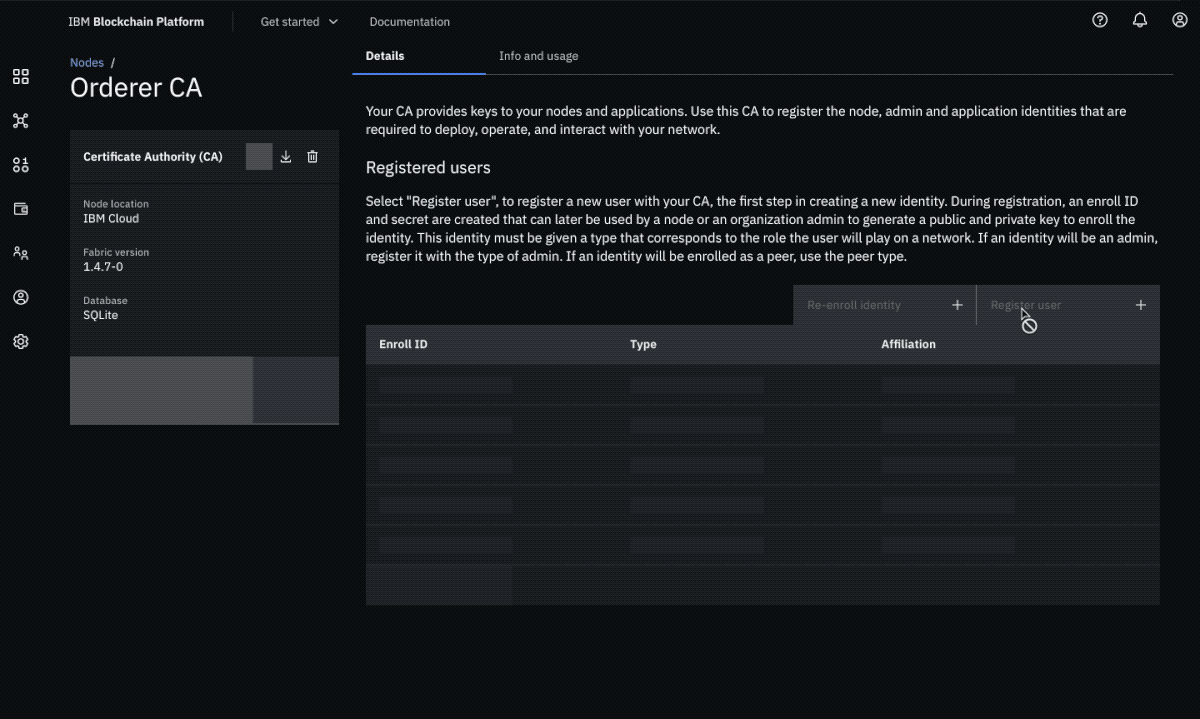 IBM Blockchain Platform
Get started
Documentation
Nodes /
Orderer CA
Certificate Authority (CA)
Node location
IBM Cloud
Fabric version
1.4.7-0
Database
SQLite
Details
Info and usage
Your CA provides keys to your nodes and applications. Use this CA to register the node, admin and application identities that are
required to deploy, operate, and interact with your network.
Registered users
Select "Register user", to register a new user with your CA, the first step in creating a new identity. During registration, an enroll ID
and secret are created that can later be used by a node or an organization admin to generate a public and private key to enroll the
identity. This identity must be given a type that corresponds to the role the user will play on a network. If an identity will be an admin,
register it with the type of admin. If an identity will be enrolled as a peer, use the peer type.
Re-enroll identity
Register user
Enroll ID
Type
Affiliation